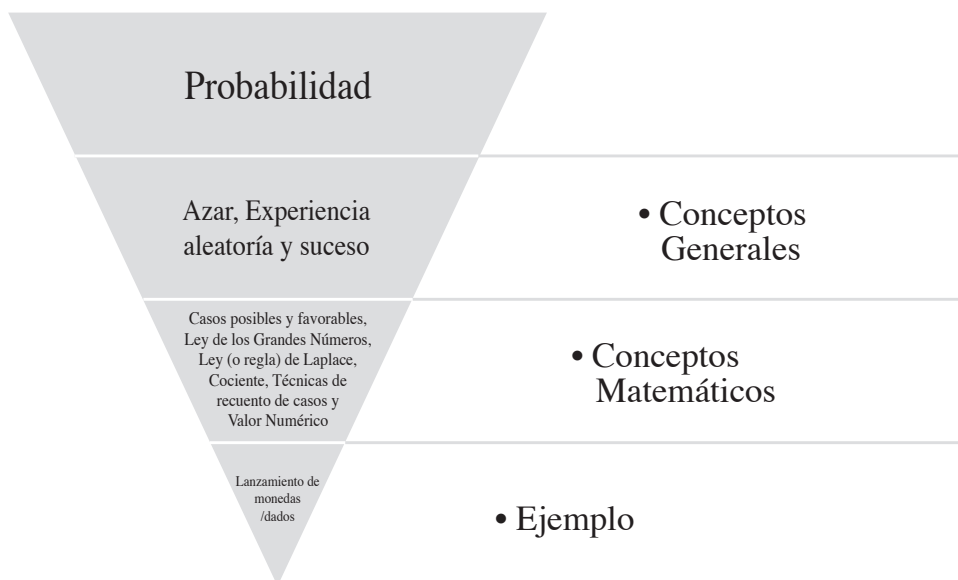 Probabilidad
Azar, Experiencia
aleatoría y suceso
• Conceptos
Generales
Casos posibles y favorables,
Ley de los Grandes Números,
Ley (o regla) de Laplace,
Cociente, Técnicas de
recuento de casos y
Valor Numérico
• Conceptos
Matemáticos
Lanzamiento de
monedas
/dados
• Ejemplo